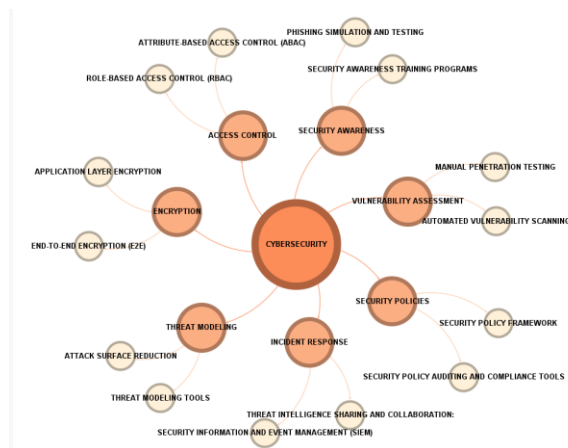 PHISHING SIMULATION AND TESTING
ATTRIBUTE-BASED ACCESS CONTROL (ABAC)
SECURITY AWARENESS TRAINING PROGRAMS
ROLE-BASED ACCESS CONTROL (RBAC)
SECURITY AWARENESS
ACCESS CONTROL
MANUAL PENETRATION TESTING
APPLICATION LAYER ENCRYPTION
VULNERABILITY ASSESSMENT
ENCRYPTION
AUTOMATED VULNERABILITY SCANNING
CYBERSECURITY
END-TO-END ENCRYPTION (E2E)
SECURITY POLICIES
SECURITY POLICY FRAMEWORK
THREAT MODELING
INCIDENT RESPONSE
ATTACK SURFACE REDUCTION
SECURITY POLICY AUDITING AND COMPLIANCE TOOLS
THREAT MODELING TOOLS
THREAT INTELLIGENCE SHARING AND COLLABORATION:
SECURITY INFORMATION AND EVENT MANAGEMENT (SIEM)